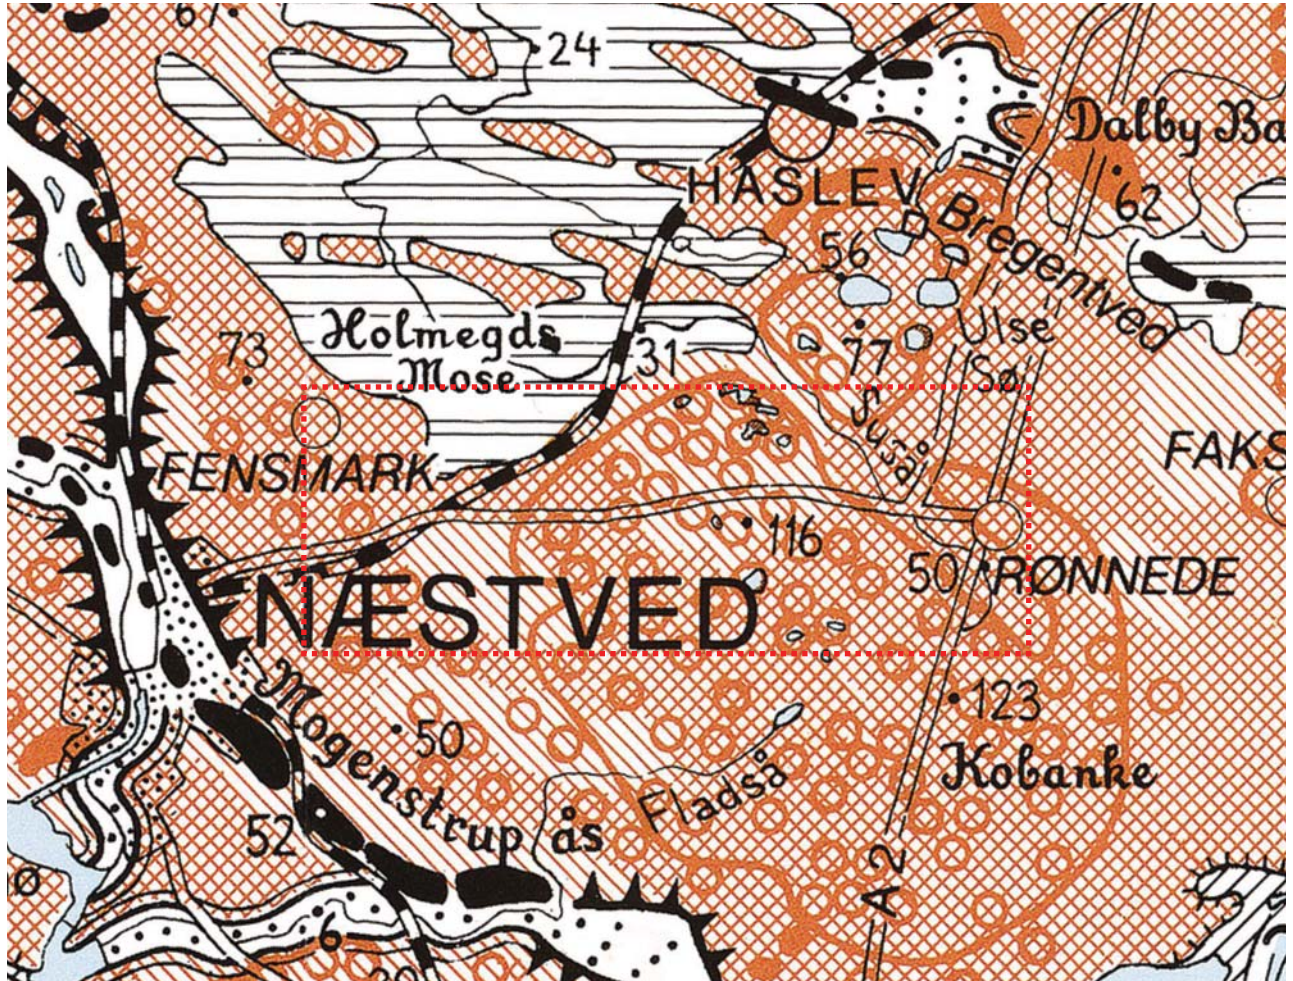 67
24
Dalby Ba
HASLEV
62
Bregentved
56
Holmegds
Mose
73
31
77
Ulse
Sø
Suså
FENSMARK
FAKS
116
50
RØNNEDE
NÆSTVED
Mogenstrup ås
50
123
Kobanke
Fladså
52
A2
ø
6